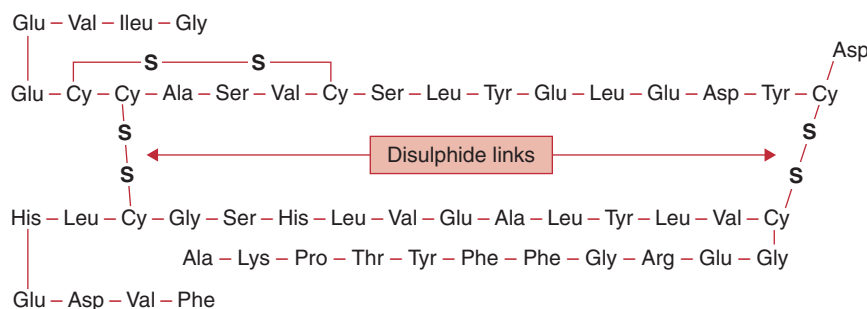 Glu – Val – Ileu – Gly
S S
Asp
Glu – Cy – Cy – Ala – Ser – Val – Cy – Ser – Leu – Tyr – Glu – Leu – Glu – Asp – Tyr – Cy
S S
Disulphide links
S S
His – Leu – Cy – Gly – Ser – His – Leu – Val – Glu – Ala – Leu – Tyr – Leu – Val – Cy
Ala – Lys – Pro – Thr – Tyr – Phe – Phe – Gly – Arg – Glu – Gly
Glu – Asp – Val – Phe